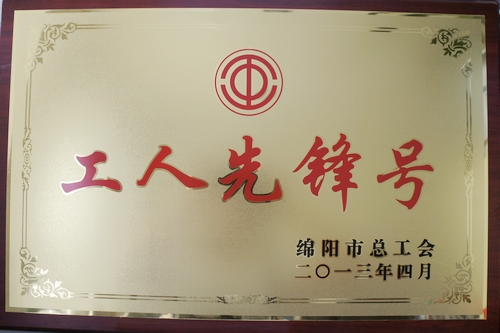 工人先锋号
绵阳市总工会
二〇一三年四月